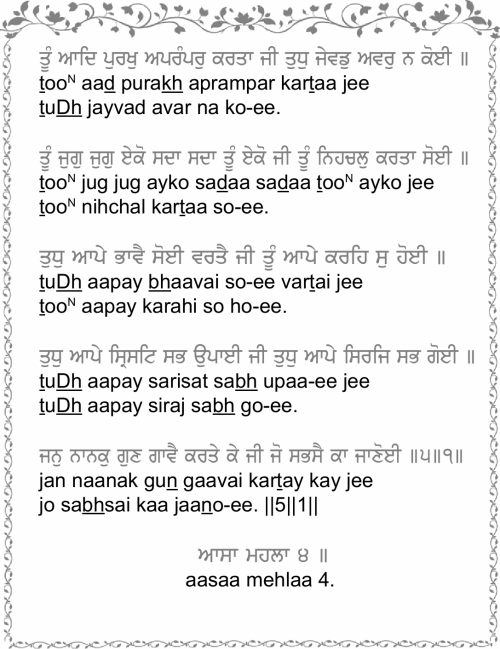 ਤੂੰ ਆਦਿ ਪੁਰਖੁ ਅਪਰੰਪਰੁ ਕਰਤਾ ਜੀ ਤੁਧੁ ਜੇਵਡੁ ਅਵਰੁ ਨ ਕੋਈ ॥
tooᴺ aad purakh aprampar kartaa jee
tuDh jayvad avar na ko-ee.
ਤੂੰ ਜੁਗੁ ਜੁਗੁ ਏਕੋ ਸਦਾ ਸਦਾ ਤੂੰ ਏਕੋ ਜੀ ਤੂੰ ਨਿਹਚਲੁ ਕਰਤਾ ਸੋਈ ॥
tooᴺ jug jug ayko sadaa sadaa tooᴺ ayko jee
tooᴺ nihchal kartaa so-ee.
ਤੁਧੁ ਆਪੇ ਭਾਵੈ ਸੋਈ ਵਰਤੈ ਜੀ ਤੂੰ ਆਪੇ ਕਰਹਿ ਸੁ ਹੋਈ ॥
tuDh aapay bhaavai so-ee vartai jee
tooᴺ aapay karahi so ho-ee.
ਤੁਧੁ ਆਪੇ ਸ੍ਰਿਸਟਿ ਸਭ ਉਪਾਈ ਜੀ ਤੁਧੁ ਆਪੇ ਸਿਰਜਿ ਸਭ ਗੋਈ ॥
tuDh aapay sarisat sabh upaa-ee jee
tuDh aapay siraj sabh go-ee.
ਜਨੁ ਨਾਨਕੁ ਗੁਣ ਗਾਵੈ ਕਰਤੇ ਕੇ ਜੀ ਜੋ ਸਭਸੈ ਕਾ ਜਾਣੋਈ ॥੫॥੧॥
jan naanak gun gaavai kartay kay jee
jo sabhsai kaa jaano-ee. ||5||1||
ਆਸਾ ਮਹਲਾ ੪ ॥
aasaa mehlaa 4.